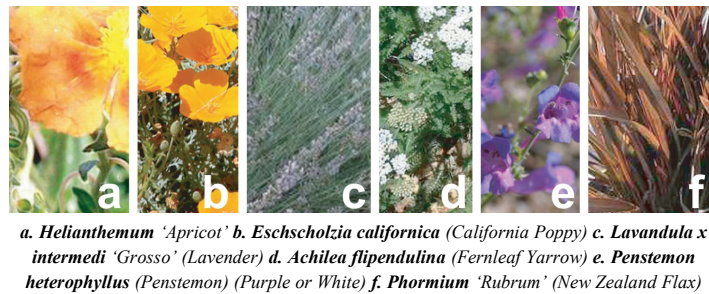 a b c d e f
a. Helianthemum ‘Apricot’ b. Eschscholzia californica (California Poppy) c. Lavandula x
intermedi ‘Grosso’ (Lavender) d. Achilea flipendulina (Fernleaf Yarrow) e. Penstemon
heterophyllus (Penstemon) (Purple or White) f. Phormium ‘Rubrum’ (New Zealand Flax)